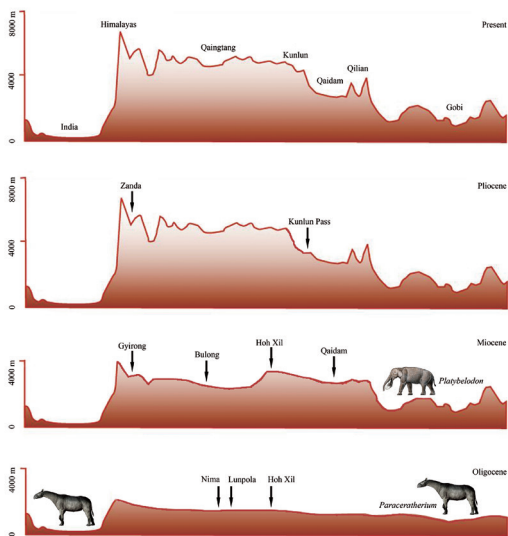 8000 m
Himalayas
Present
Qaingtang
Kunlun
Qilian
Qaidam
4000
Gobi
India
0
8000 m
Pliocene
Zanda
Kunlun Pass
4000
0
Miocene
4000 m
Gyirong
Bulong
Hoh Xil
Qaidam
Platybelodon
0
Oligocene
4000 m
Nima
Lunpola
Hoh Xil
Paraceratherium
0